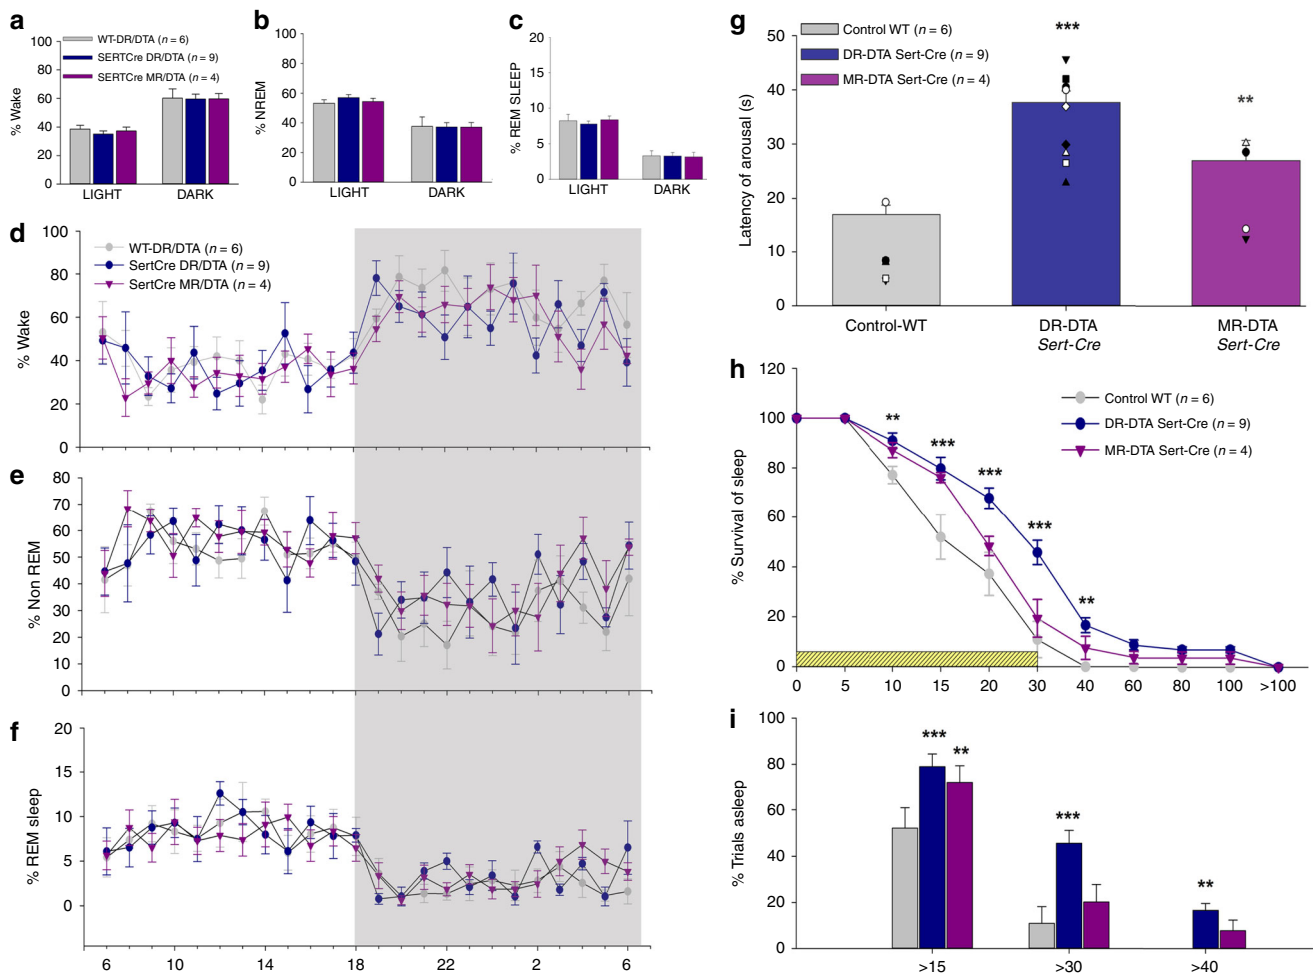 a
% Wake
100
80
60
40
20
0
WT-DR/DTA (n = 6)
SERTCre DR/DTA (n = 9)
SERTCre MR/DTA (n = 4)
LIGHT DARK
b
% NREM
100
80
60
40
20
0
LIGHT DARK
c
% REM SLEEP
20
15
10
5
0
LIGHT DARK
d
% Wake
100
80
60
40
20
0
WT-DR/DTA (n = 6)
SertCre DR/DTA (n = 9)
SertCre MR/DTA (n = 4)
e
% Non REM
80
70
60
50
40
30
20
10
0
f
% REM sleep
20
15
10
5
0
6 10 14 18 22 2 6
g
Latency of arousal (s)
50
40
30
20
10
0
Control WT (n = 6)
DR-DTA Sert-Cre (n = 9)
MR-DTA Sert-Cre (n = 4)
***
**
Control-WT DR-DTA MR-DTA
Sert-Cre Sert-Cre
h
% Survival of sleep
120
100
80
60
40
20
0
Control WT (n = 6)
DR-DTA Sert-Cre (n = 9)
MR-DTA Sert-Cre (n = 4)
** *** *** *** **
0 5 10 15 20 30 40 60 80 100 >100
i
% Trials asleep
100
80
60
40
20
0
*** **
***
**
>15 >30 >40